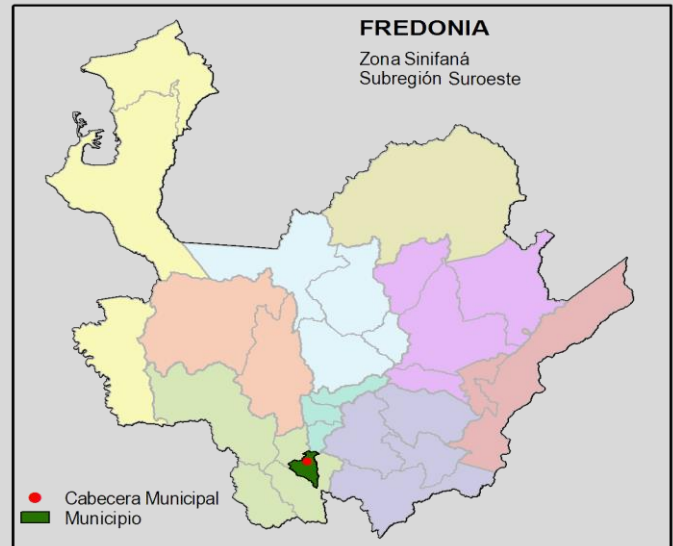 FREDONIA
Zona Sinifaná
Subregión Suroeste
Cabecera Municipal
Municipio